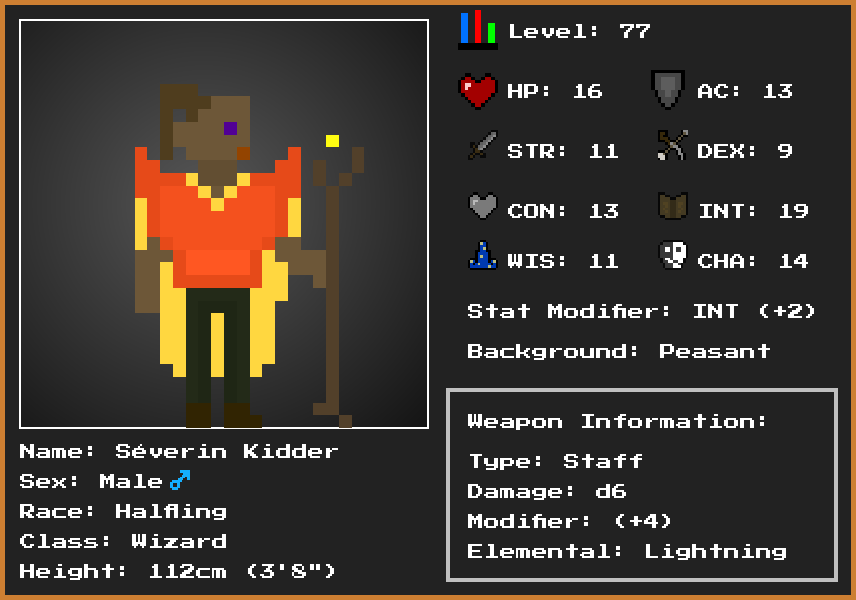 Level: 77
HP: 16
AC: 13
STR: 11
DEX: 9
CON: 13
INT: 19
WIS: 11
CHA: 14
Stat Modifier: INT (+2)
Background: Peasant
Weapon Information:
Type: Staff
Damage: d6
Modifier: (+4)
Elemental: Lightning
Name: Séverin Kidder
Sex: Male♂
Race: Halfling
Class: Wizard
Height: 112cm (3'8")